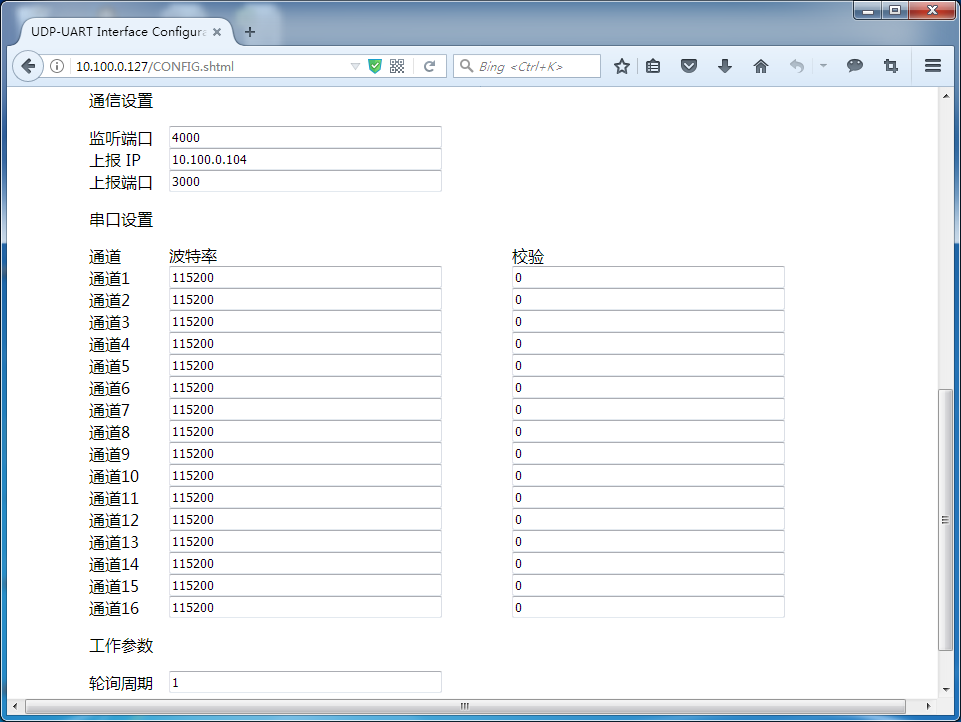 UDP-UART Interface Configura
10.100.0.127/CONFIG.shtml
Bing <Ctrl+K>
通信设置
监听端口 4000
上报 IP 10.100.0.104
上报端口 3000
串口设置
通道 波特率 校验
通道1 115200 0
通道2 115200 0
通道3 115200 0
通道4 115200 0
通道5 115200 0
通道6 115200 0
通道7 115200 0
通道8 115200 0
通道9 115200 0
通道10 115200 0
通道11 115200 0
通道12 115200 0
通道13 115200 0
通道14 115200 0
通道15 115200 0
通道16 115200 0
工作参数
轮询周期 1